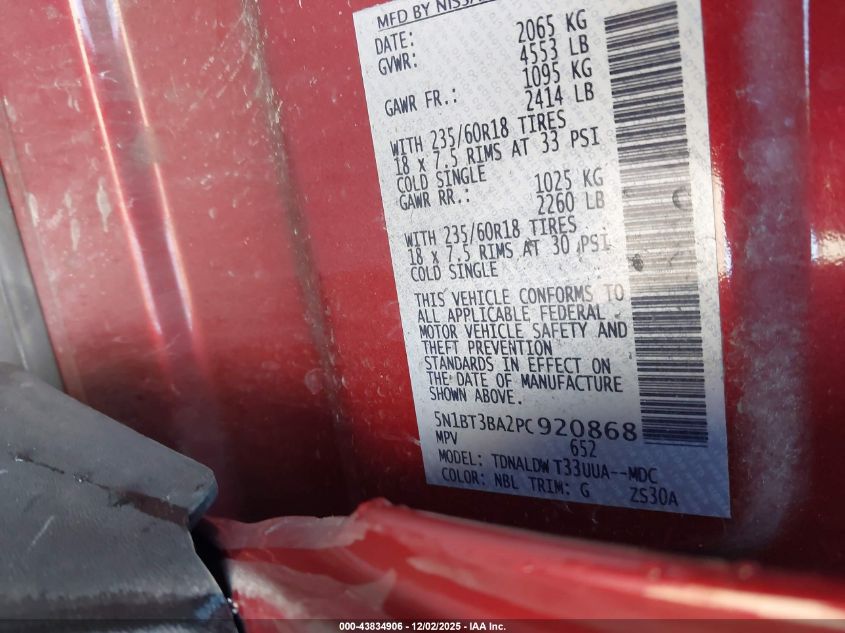 MFD BY NISSA
DATE:
2065 KG
GVWR:
4553 LB
1095 KG
GAWR FR.:
2414 LB
WITH 235/60R18 TIRES
18 x 7.5 RIMS AT 33 PSI
COLD SINGLE
1025 KG
GAWR RR.:
2260 LB
WITH 235/60R18 TIRES
18 x 7.5 RIMS AT 30 PSI
COLD SINGLE
THIS VEHICLE CONFORMS TO
ALL APPLICABLE FEDERAL
MOTOR VEHICLE SAFETY AND
THEFT PREVENTION
STANDARDS IN EFFECT ON
THE DATE OF MANUFACTURE
SHOWN ABOVE.
5N1BT3BA2PC920868
MPV 652
MODEL: TDNALDW T33UUA--MDC
COLOR: NBL TRIM: G ZS30A
000-43834906 - 12/02/2025 - IAA Inc.